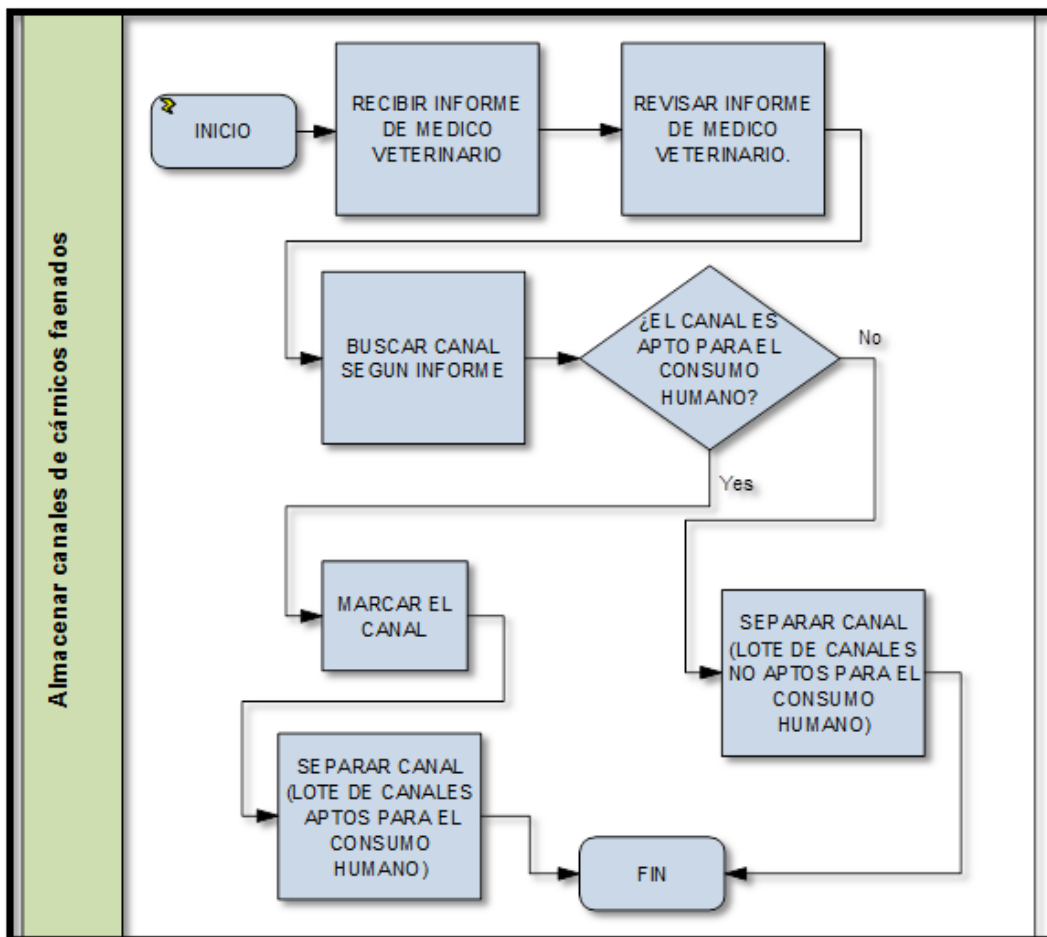 Almacenar canales de cárnicos faenados
INICIO
RECIBIR INFORME
DE MEDICO
VETERINARIO
REVISAR INFORME
DE MEDICO
VETERINARIO.
BUSCAR CANAL
SEGUN INFORME
¿EL CANAL ES
APTO PARA EL
CONSUMO
HUMANO?
No
Yes
MARCAR EL
CANAL
SEPARAR CANAL
(LOTE DE CANALES
NO APTOS PARA EL
CONSUMO
HUMANO)
SEPARAR CANAL
(LOTE DE CANALES
APTOS PARA EL
CONSUMO
HUMANO)
FIN